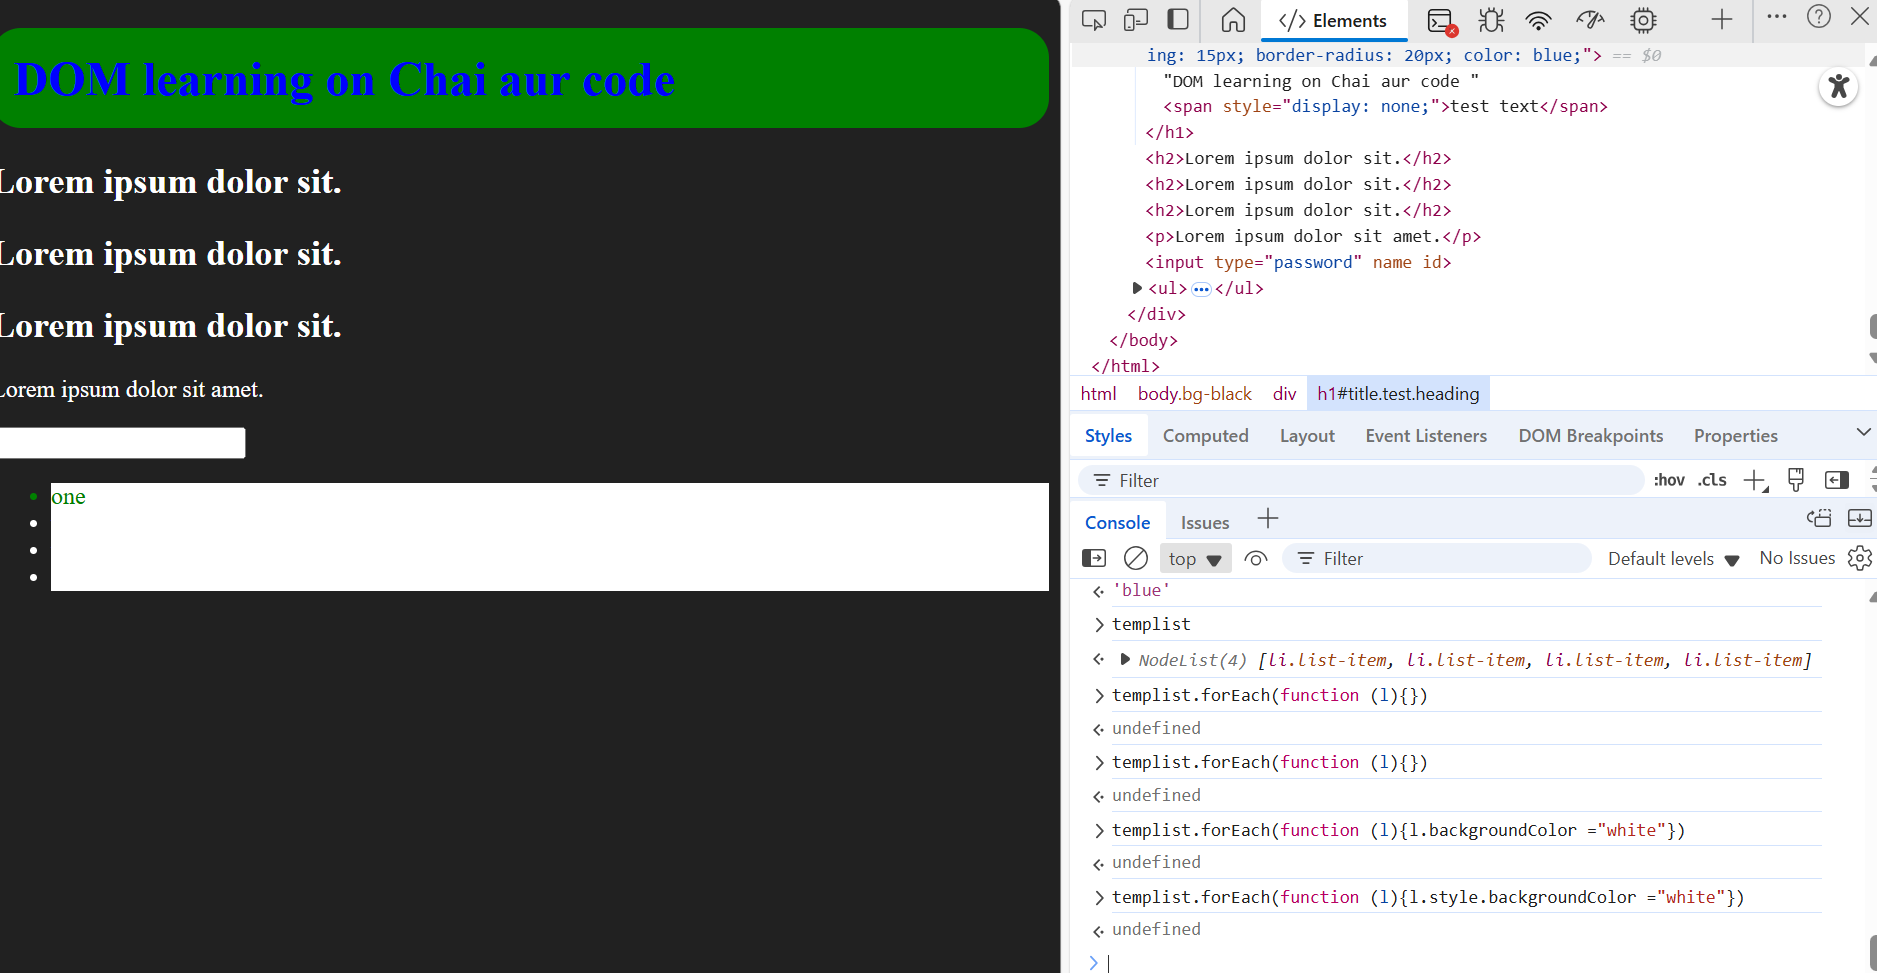 DOM learning on Chai aur code
Lorem ipsum dolor sit.
Lorem ipsum dolor sit.
Lorem ipsum dolor sit.
Lorem ipsum dolor sit amet.
one
</> Elements
ing: 15px; border-radius: 20px; color: blue;"> == $0
"DOM learning on Chai aur code "
<span style="display: none;">test text</span>
</h1>
<h2>Lorem ipsum dolor sit.</h2>
<h2>Lorem ipsum dolor sit.</h2>
<h2>Lorem ipsum dolor sit.</h2>
<p>Lorem ipsum dolor sit amet.</p>
<input type="password" name id>
<ul>…</ul>
</div>
</body>
</html>
html body.bg-black div h1#title.test.heading
Styles Computed Layout Event Listeners DOM Breakpoints Properties
Filter :hov .cls
Console Issues
top Filter Default levels No Issues
'blue'
templist
NodeList(4) [li.list-item, li.list-item, li.list-item, li.list-item]
templist.forEach(function (l){})
undefined
templist.forEach(function (l){})
undefined
templist.forEach(function (l){l.backgroundColor ="white"})
undefined
templist.forEach(function (l){l.style.backgroundColor ="white"})
undefined